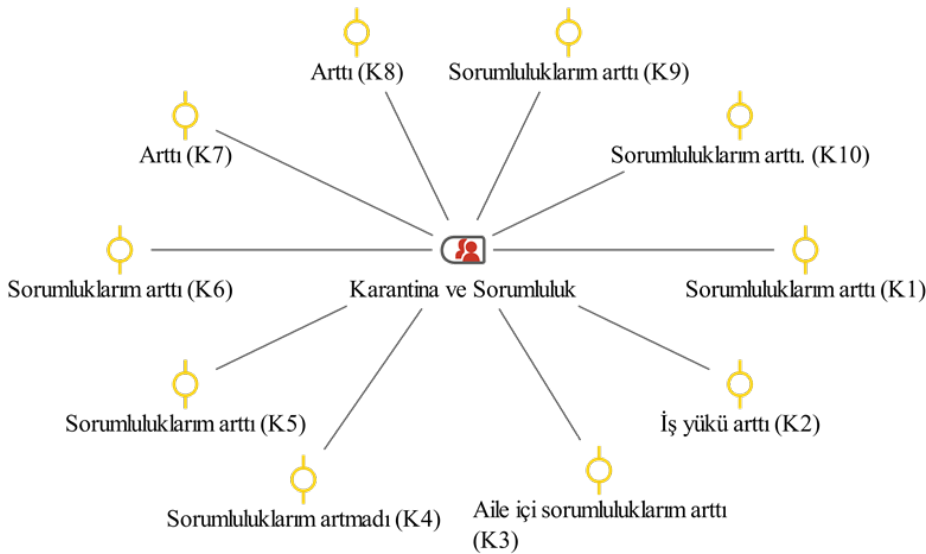 Arttı (K8)
Sorumluluklarım arttı (K9)
Arttı (K7)
Sorumluluklarım arttı. (K10)
Sorumluklarım arttı (K6)
Karantina ve Sorumluluk
Sorumluluklarım arttı (K1)
Sorumluluklarım arttı (K5)
İş yükü arttı (K2)
Sorumluluklarım artmadı (K4)
Aile içi sorumluluklarım arttı
(K3)